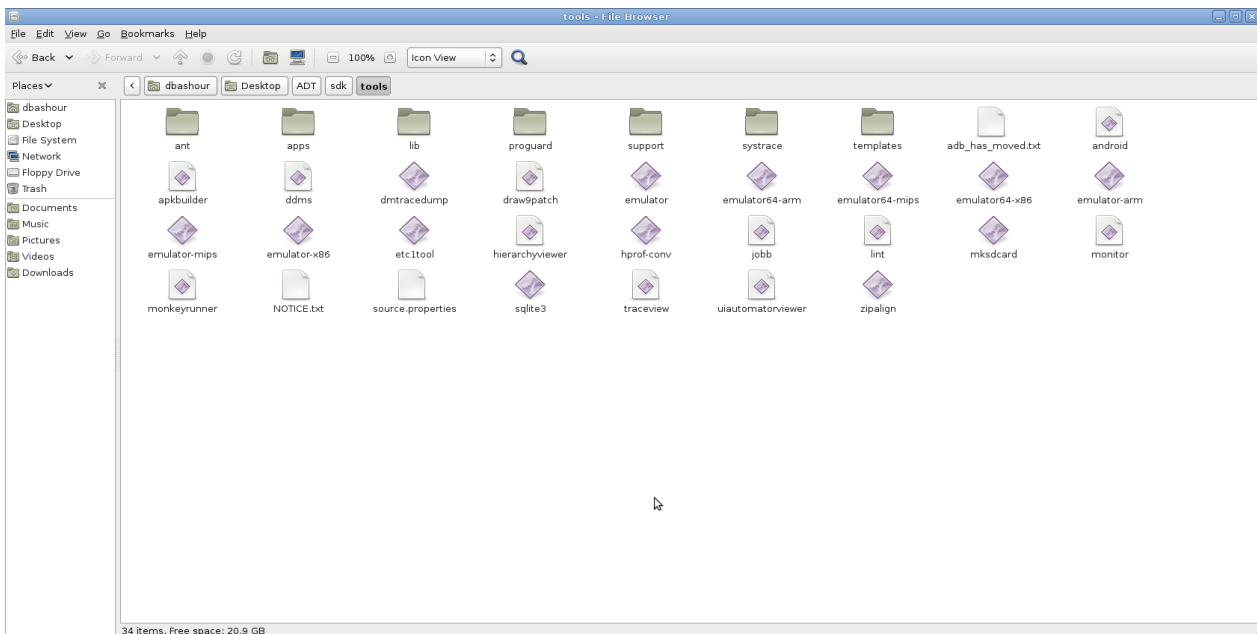 tools - File Browser
File Edit View Go Bookmarks Help
Back Forward 100% Icon View
Places dbashour Desktop ADT sdk tools
dbashour
Desktop
File System
Network
Floppy Drive
Trash
Documents
Music
Pictures
Videos
Downloads
ant apps lib proguard support systrace templates adb_has_moved.txt android
apkbuilder ddms dmtracedump draw9patch emulator emulator64-arm emulator64-mips emulator64-x86 emulator-arm
emulator-mips emulator-x86 etc1tool hierarchyviewer hprof-conv jobb lint mksdcard monitor
monkeyrunner NOTICE.txt source.properties sqlite3 traceview uiautomatorviewer zipalign
34 items, Free space: 20.9 GB